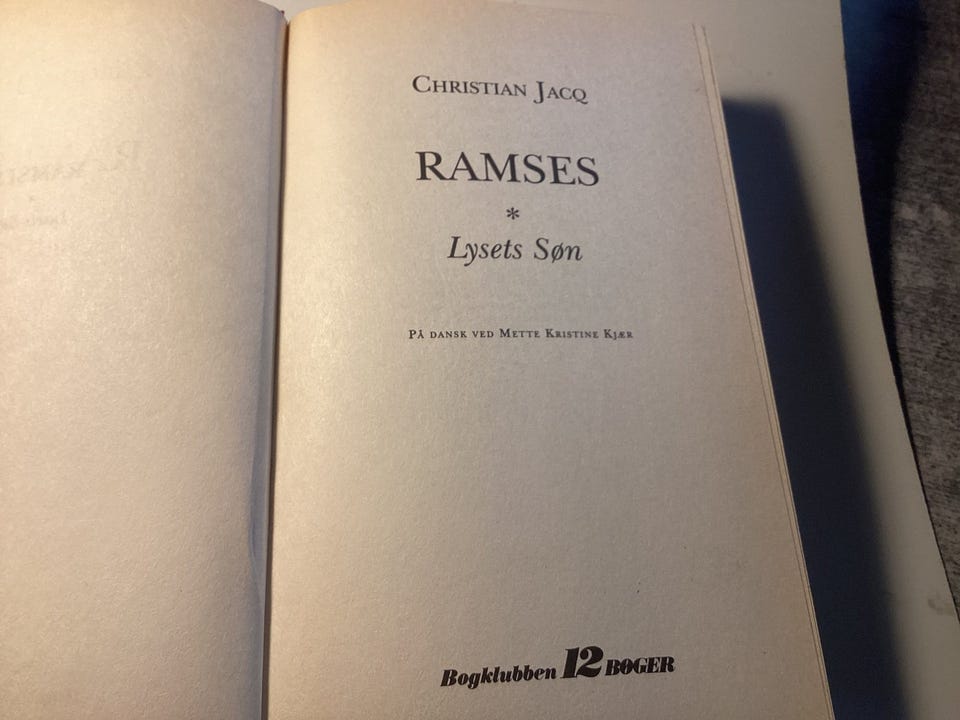 CHRISTIAN JACQ
RAMSES
*
Lysets Søn
PÅ DANSK VED METTE KRISTINE KJÆR
Bogklubben 12 BØGER